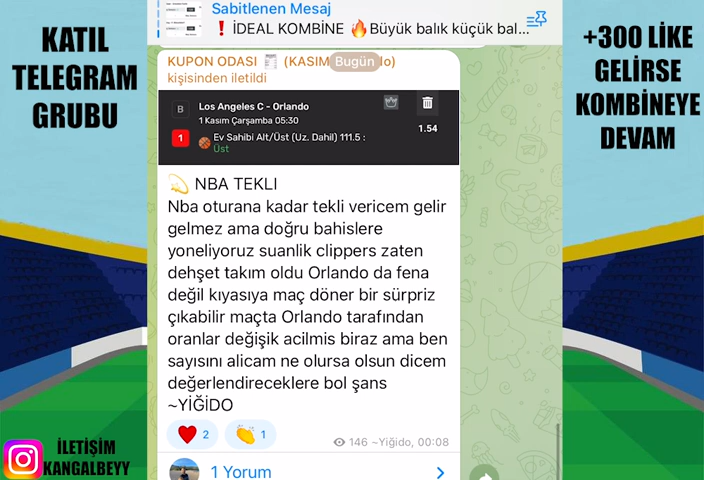 KATIL
TELEGRAM
GRUBU
Sabitlenen Mesaj
❗ İDEAL KOMBİNE 🔥Büyük balık küçük bal...
+300 LİKE
GELİRSE
KOMBİNEYE
DEVAM
KUPON ODASI 🧾 (KASIM
Bugün
kişisinden iletildi
B
Los Angeles C - Orlando
1 Kasım Çarşamba 05:30
1
Ev Sahibi Alt/Üst (Uz. Dahil) 111.5 :
Üst
1.54
💫 NBA TEKLI
Nba oturana kadar tekli vericem gelir
gelmez ama doğru bahislere
yoneliyoruz suanlik clippers zaten
dehşet takım oldu Orlando da fena
değil kıyasıya maç döner bir sürpriz
çıkabilir maçta Orlando tarafından
oranlar değişik acilmis biraz ama ben
sayısını alicam ne olursa olsun dicem
değerlendireceklere bol şans
~YİĞİDO
❤️ 2
👏 1
146 ~Yiğido, 00:08
1 Yorum
İLETİŞİM
KANGALBEYY